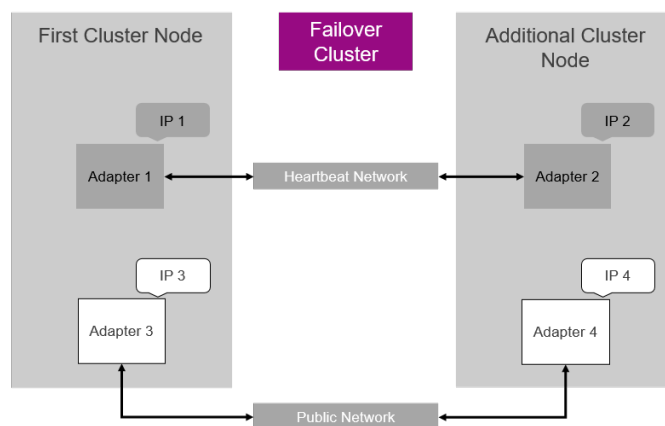 First Cluster Node
Failover
Cluster
Additional Cluster
Node
IP 1
IP 2
Adapter 1
Heartbeat Network
Adapter 2
IP 3
IP 4
Adapter 3
Adapter 4
Public Network